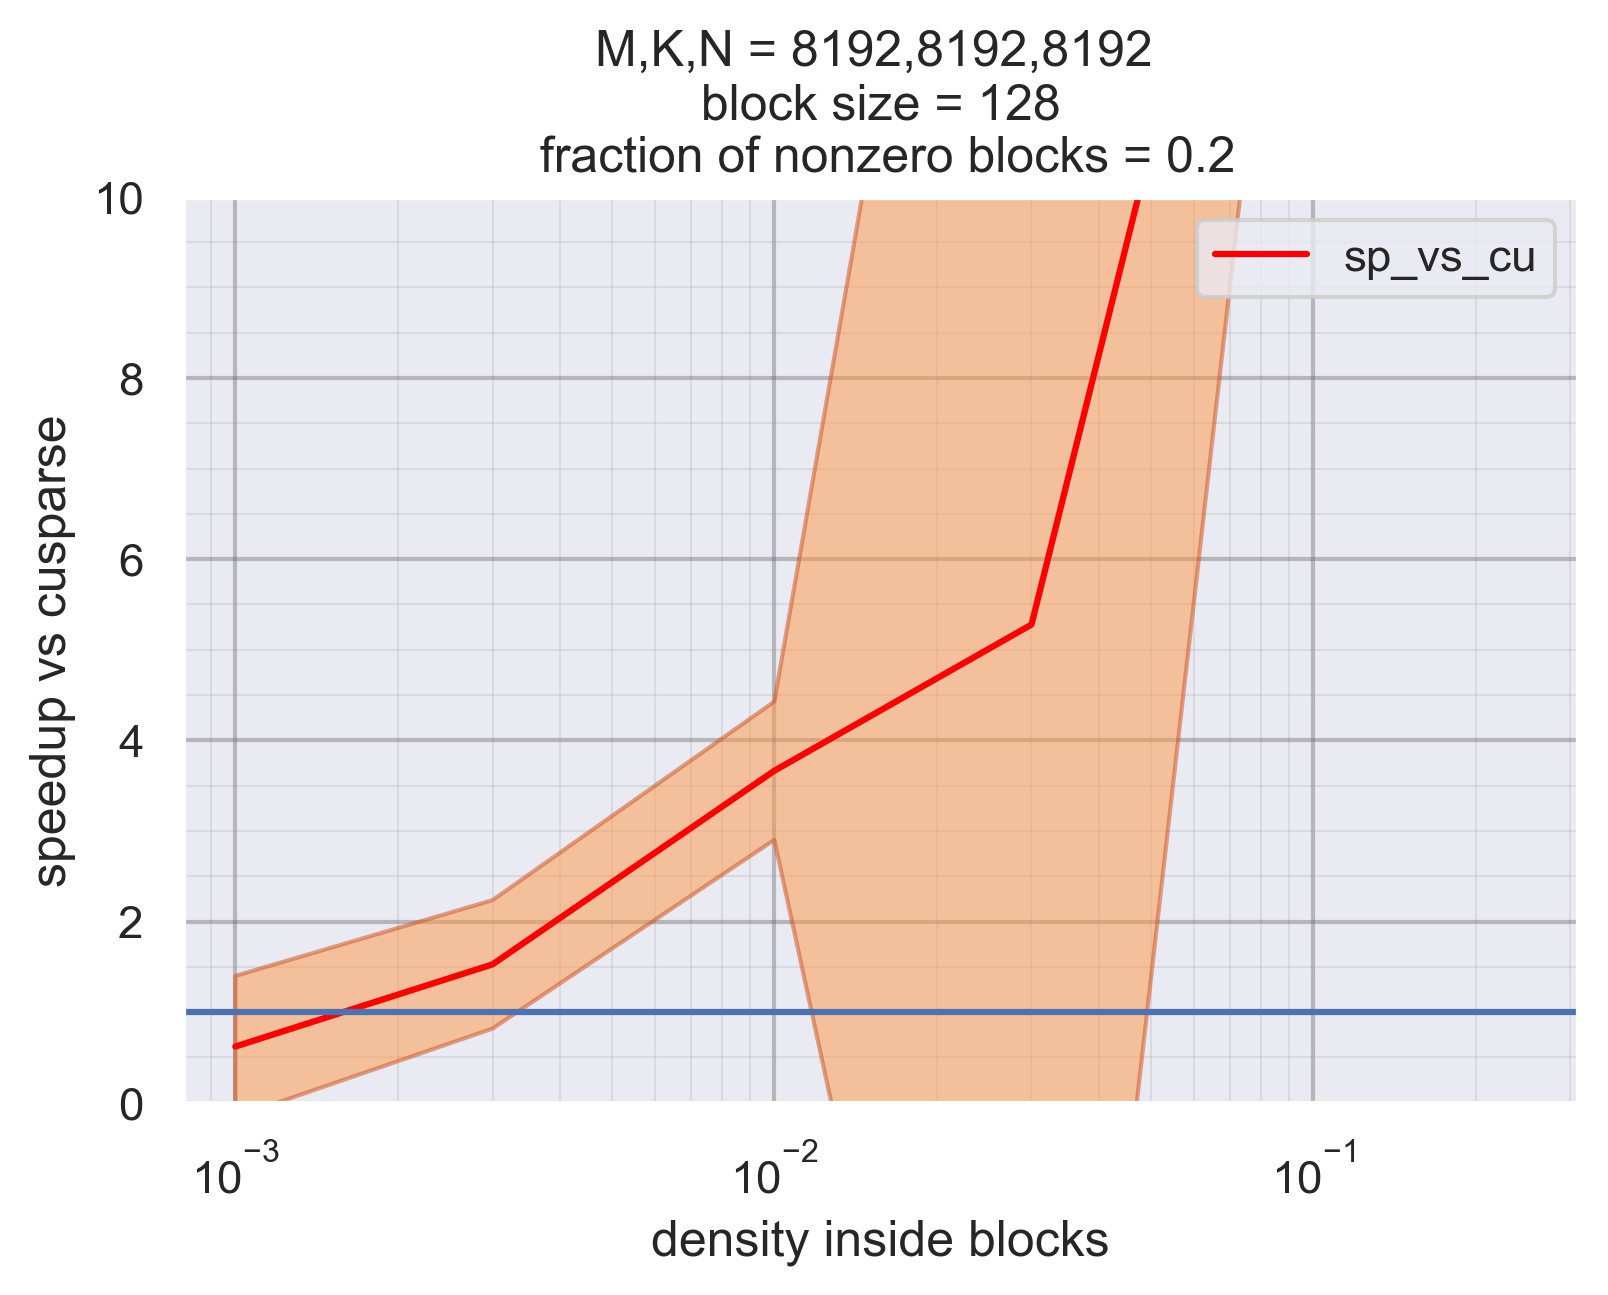 M,K,N = 8192,8192,8192
block size = 128
fraction of nonzero blocks = 0.2
sp_vs_cu
speedup vs cusparse
10
8
6
4
2
0
10⁻³
10⁻²
10⁻¹
density inside blocks